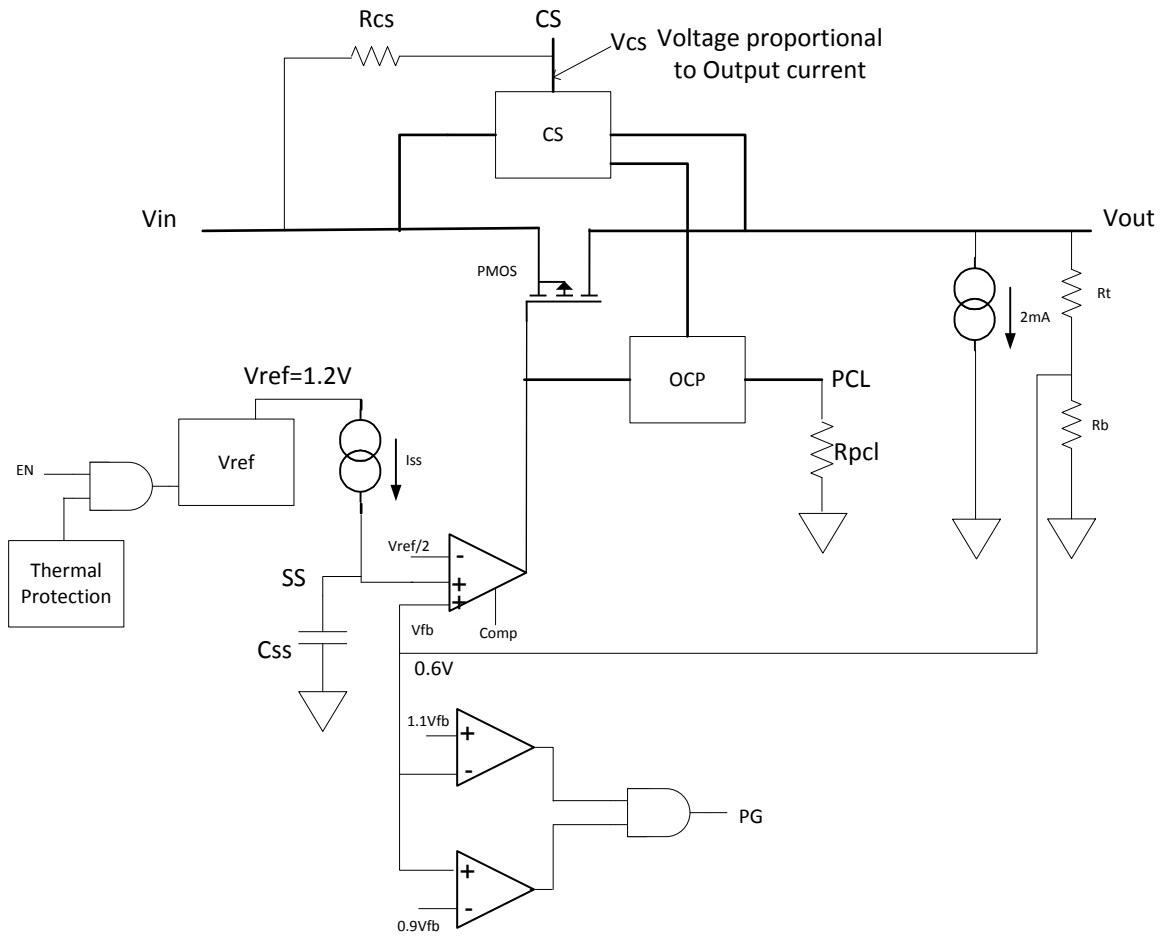 Rcs
CS
Vcs
Voltage proportional
to Output current
CS
Vin
Vout
PMOS
2mA
Rt
OCP
PCL
Vref=1.2V
Rb
Rpcl
Vref
Iss
EN
Vref/2
-
Thermal
Protection
SS
+
+
Vfb
Comp
Css
0.6V
1.1Vfb
+
-
PG
+
-
0.9Vfb